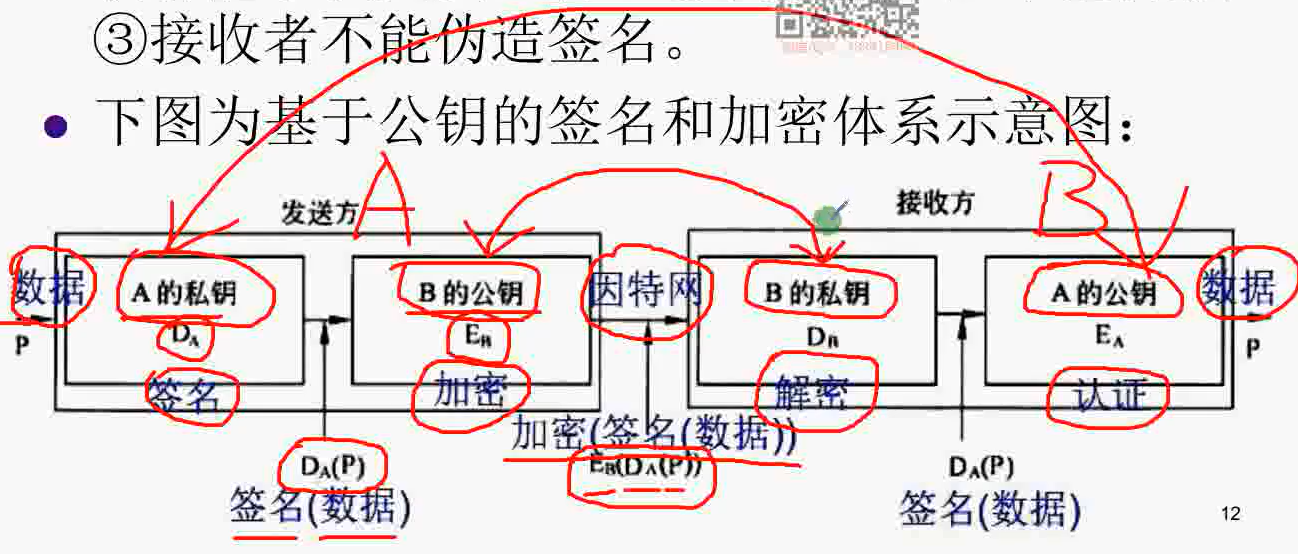 ③接收者不能伪造签名。
下图为基于公钥的签名和加密体系示意图：
发送方 A 接收方 B
数据 A 的私钥 B 的公钥 因特网 B 的私钥 A 的公钥 数据
P D_A E_B D_B E_A P
签名 加密 解密 认证
加密(签名(数据))
D_A(P) E_B(D_A(P)) D_A(P)
签名(数据) 签名(数据)
12